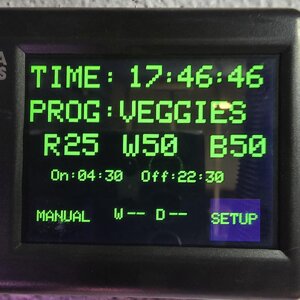 TIME: 17:46:46
PROG:VEGGIES
R25 W50 B50
On:04:30 Off:22:30
MANUAL W-- D-- SETUP